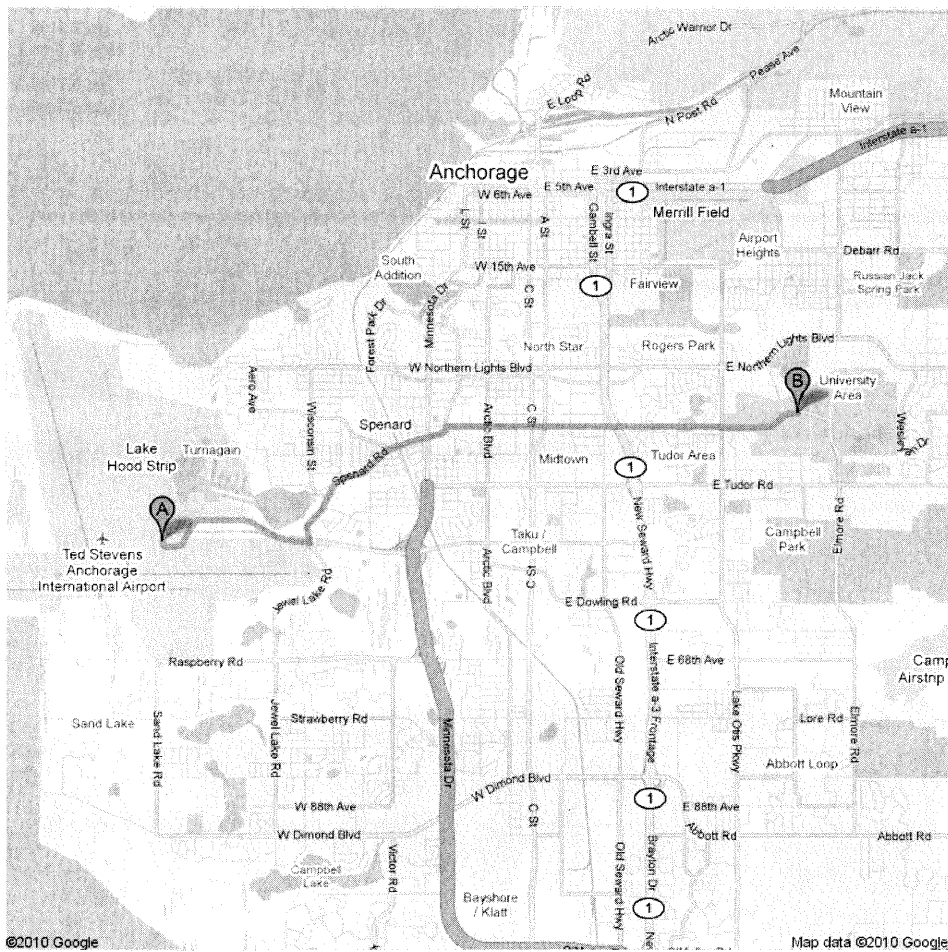 Arctic Warrior Dr
Pease Ave
E Loop Rd
N Post Rd
Mountain
View
Interstate a-1
Anchorage
E 3rd Ave
W 6th Ave
E 5th Ave
1
Interstate a-1
Merrill Field
L St
I St
A St
Gambell St
Ingra St
Airport
Heights
Debarr Rd
South
Addition
W 15th Ave
C St
1
Fairview
Russian Jack
Spring Park
Minnesota Dr
Forest Park Dr
North Star
Rogers Park
E Northern Lights Blvd
W Northern Lights Blvd
Aero Ave
B
University
Area
Wisconsin St
Spenard
Arctic Blvd
C St
Wesleyan Dr
Lake
Hood Strip
Turnagain
Spenard Rd
Midtown
1
Tudor Area
E Tudor Rd
A
New Seward Hwy
Campbell
Park
Elmore Rd
Ted Stevens
Anchorage
International Airport
Taku /
Campbell
Jewel Lake Rd
Arctic Blvd
C St
E Dowling Rd
1
Raspberry Rd
E 68th Ave
Camp
Airstrip
Sand Lake
Sand Lake Rd
Jewel Lake Rd
Strawberry Rd
Minnesota Dr
Old Seward Hwy
Interstate a-3 Frontage
Lake Otis Pkwy
Lore Rd
Elmore Rd
Abbott Loop
W Dimond Blvd
W 88th Ave
C St
1
E 88th Ave
W Dimond Blvd
Abbott Rd
Abbott Rd
Campbell
Lake
Victor Rd
Old Seward Hwy
Brayton Dr
Bayshore
/ Klatt
1
Ne
©2010 Google
Map data ©2010 Google